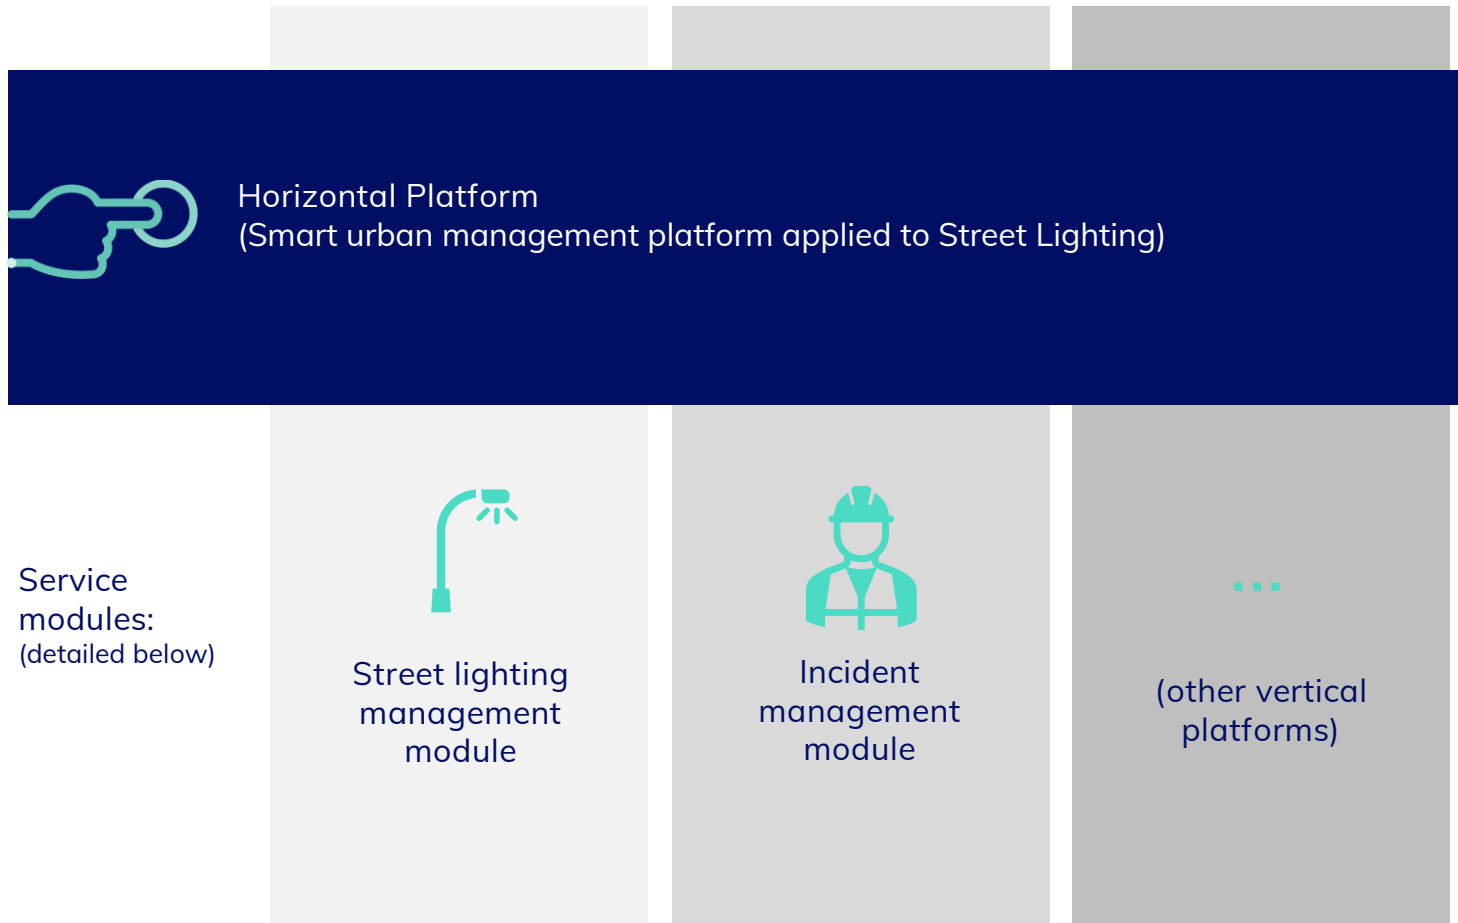 Horizontal Platform
(Smart urban management platform applied to Street Lighting)
Service
modules:
(detailed below)
Street lighting
management
module
Incident
management
module
...
(other vertical
platforms)